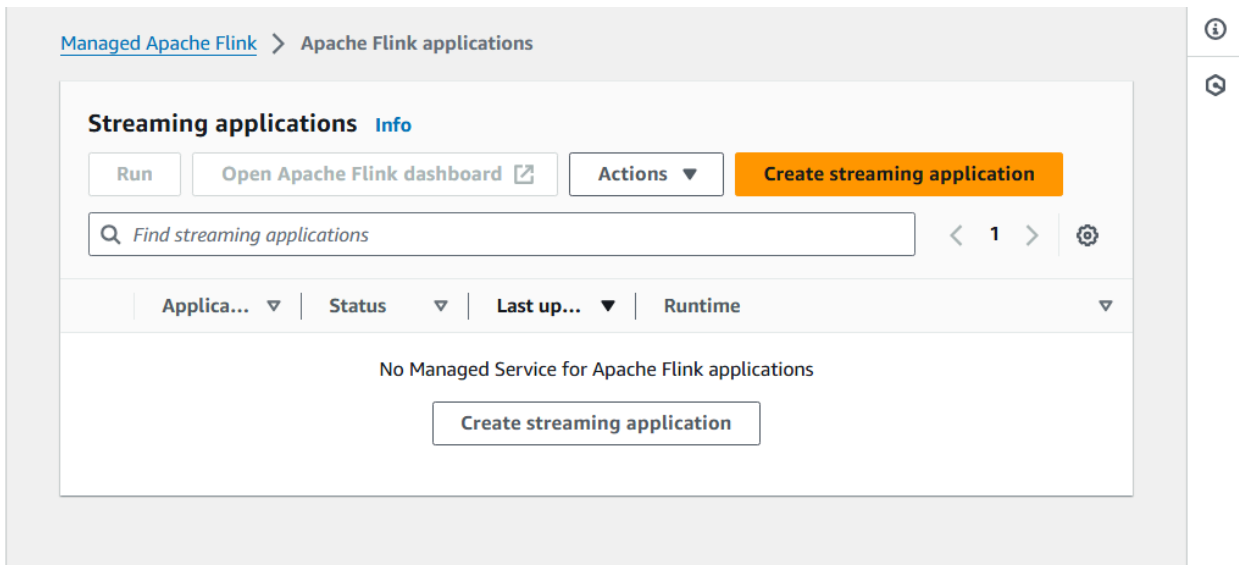 Managed Apache Flink > Apache Flink applications
Streaming applications Info
Run Open Apache Flink dashboard Actions Create streaming application
Find streaming applications 1
Applica... Status Last up... Runtime
No Managed Service for Apache Flink applications
Create streaming application